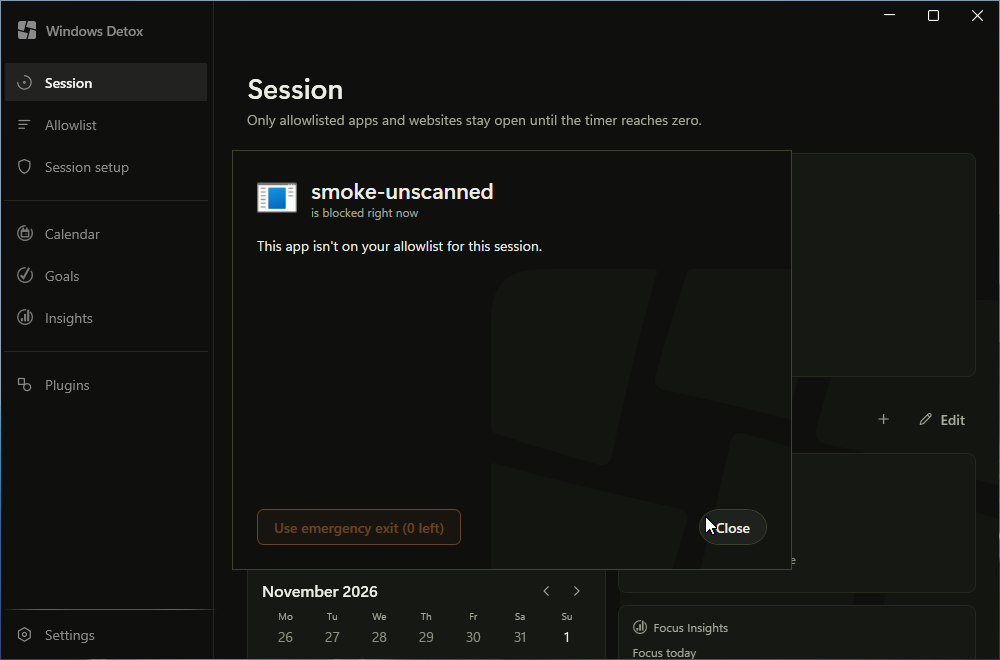 Windows Detox
Session
Allowlist
Session setup
Calendar
Goals
Insights
Plugins
Settings
Session
Only allowlisted apps and websites stay open until the timer reaches zero.
smoke-unscanned
is blocked right now
This app isn't on your allowlist for this session.
Use emergency exit (0 left)
Close
Edit
November 2026
Mo Tu We Th Fr Sa Su
26 27 28 29 30 31 1
Focus Insights
Focus today